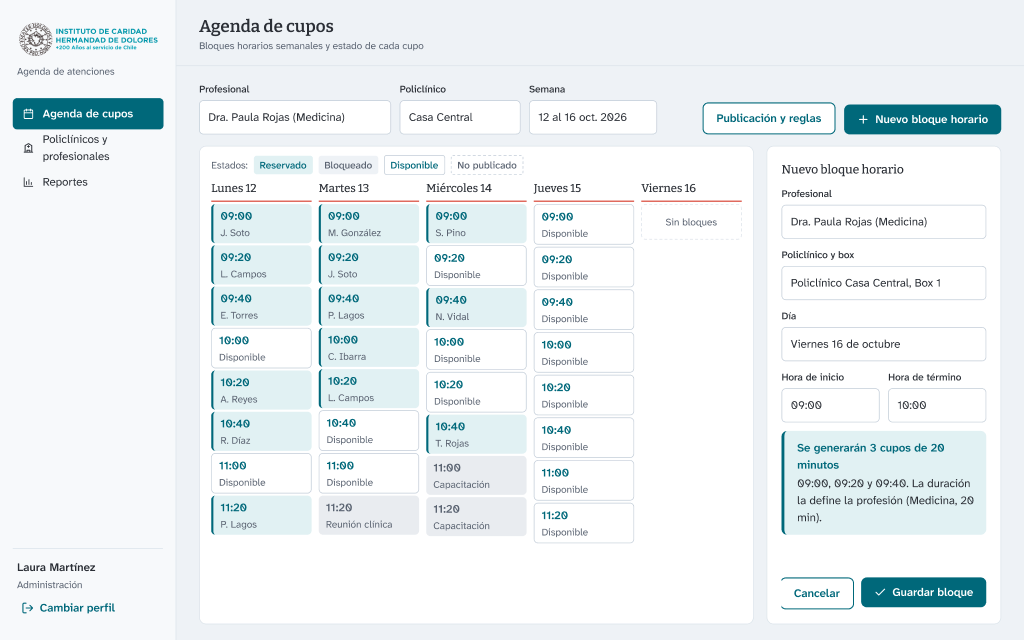 INSTITUTO DE CARIDAD
HERMANDAD DE DOLORES
+200 Años al servicio de Chile
Agenda de atenciones
Agenda de cupos
Policlínicos y
profesionales
Reportes
Laura Martínez
Administración
Cambiar perfil
Agenda de cupos
Bloques horarios semanales y estado de cada cupo
Profesional
Dra. Paula Rojas (Medicina)
Policlínico
Casa Central
Semana
12 al 16 oct. 2026
Publicación y reglas
Nuevo bloque horario
Estados: Reservado Bloqueado Disponible No publicado
Lunes 12
09:00
J. Soto
09:20
L. Campos
09:40
E. Torres
10:00
Disponible
10:20
A. Reyes
10:40
R. Díaz
11:00
Disponible
11:20
P. Lagos
Martes 13
09:00
M. González
09:20
J. Soto
09:40
P. Lagos
10:00
C. Ibarra
10:20
L. Campos
10:40
Disponible
11:00
Disponible
11:20
Reunión clínica
Miércoles 14
09:00
S. Pino
09:20
Disponible
09:40
N. Vidal
10:00
Disponible
10:20
Disponible
10:40
T. Rojas
11:00
Capacitación
11:20
Capacitación
Jueves 15
09:00
Disponible
09:20
Disponible
09:40
Disponible
10:00
Disponible
10:20
Disponible
10:40
Disponible
11:00
Disponible
11:20
Disponible
Viernes 16
Sin bloques
Nuevo bloque horario
Profesional
Dra. Paula Rojas (Medicina)
Policlínico y box
Policlínico Casa Central, Box 1
Día
Viernes 16 de octubre
Hora de inicio
09:00
Hora de término
10:00
Se generarán 3 cupos de 20
minutos
09:00, 09:20 y 09:40. La duración
la define la profesión (Medicina, 20
min).
Cancelar
Guardar bloque